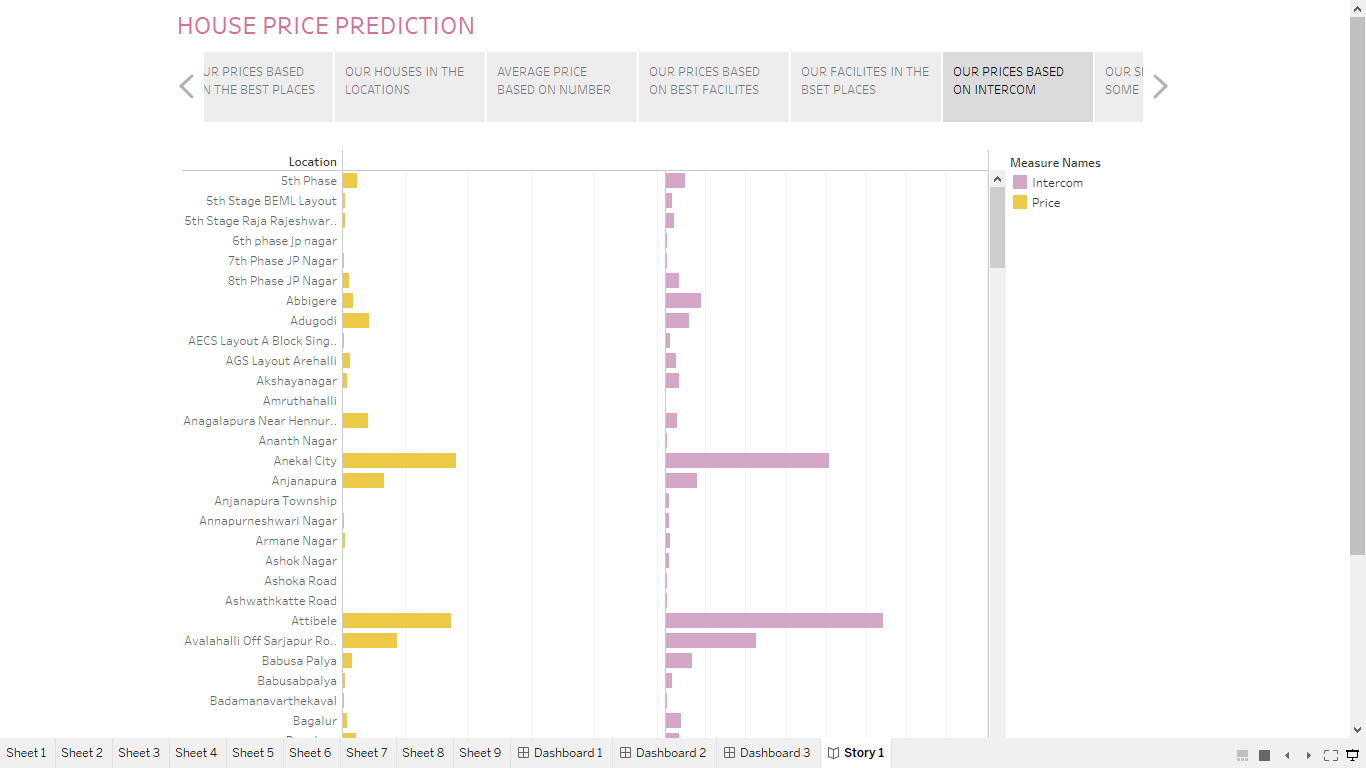 HOUSE PRICE PREDICTION
UR PRICES BASED
N THE BEST PLACES
OUR HOUSES IN THE
LOCATIONS
AVERAGE PRICE
BASED ON NUMBER
OUR PRICES BASED
ON BEST FACILITES
OUR FACILITES IN THE
BSET PLACES
OUR PRICES BASED
ON INTERCOM
OUR S
SOME
Location
5th Phase
5th Stage BEML Layout
5th Stage Raja Rajeshwar..
6th phase jp nagar
7th Phase JP Nagar
8th Phase JP Nagar
Abbigere
Adugodi
AECS Layout A Block Sing..
AGS Layout Arehalli
Akshayanagar
Amruthahalli
Anagalapura Near Hennur..
Ananth Nagar
Anekal City
Anjanapura
Anjanapura Township
Annapurneshwari Nagar
Armane Nagar
Ashok Nagar
Ashoka Road
Ashwathkatte Road
Attibele
Avalahalli Off Sarjapur Ro..
Babusa Palya
Babusabpalya
Badamanavarthekaval
Bagalur
Measure Names
Intercom
Price
Sheet 1 Sheet 2 Sheet 3 Sheet 4 Sheet 5 Sheet 6 Sheet 7 Sheet 8 Sheet 9 Dashboard 1 Dashboard 2 Dashboard 3 Story 1